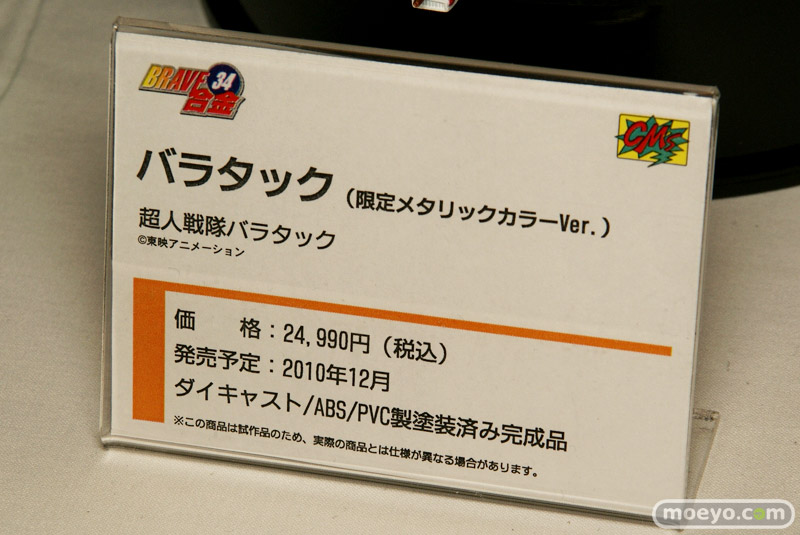 BRAVE 34
合金
CM's
バラタック（限定メタリックカラーVer.）
超人戦隊バラタック
©東映アニメーション
価　格：24,990円（税込）
発売予定：2010年12月
ダイキャスト/ABS/PVC製塗装済み完成品
※この商品は試作品のため、実際の商品とは仕様が異なる場合があります。
moeyo.com